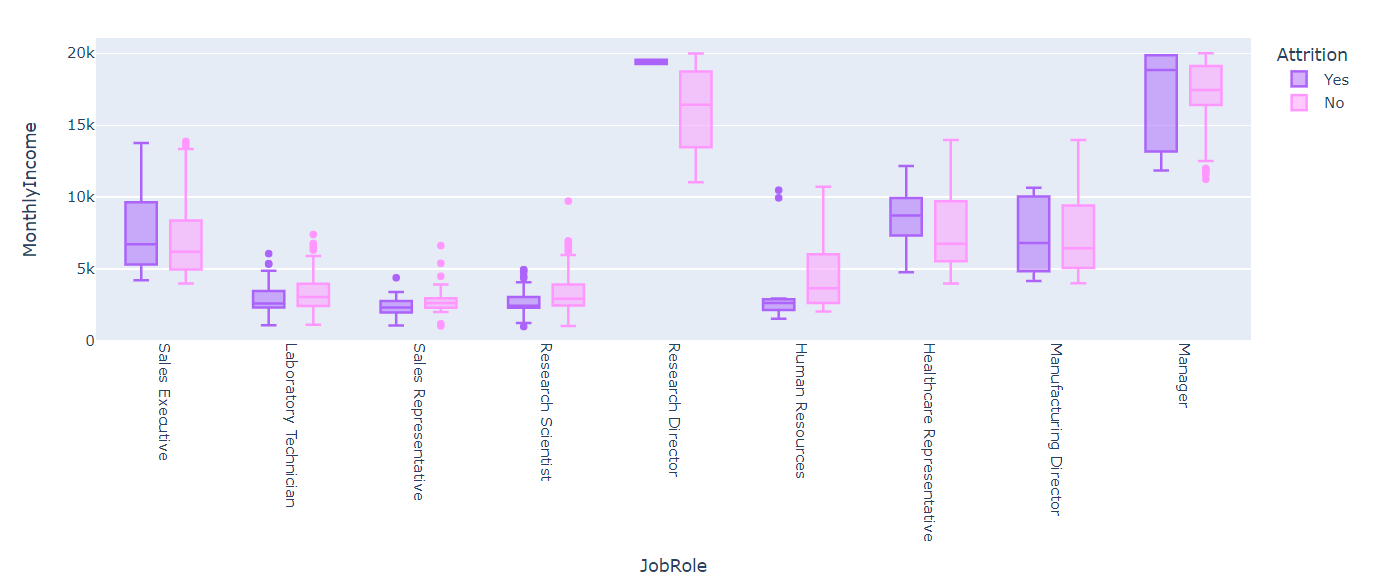 20k
15k
10k
5k
0
MonthlyIncome
Sales Executive
Laboratory Technician
Sales Representative
Research Scientist
Research Director
Human Resources
Healthcare Representative
Manufacturing Director
Manager
JobRole
Attrition
Yes
No